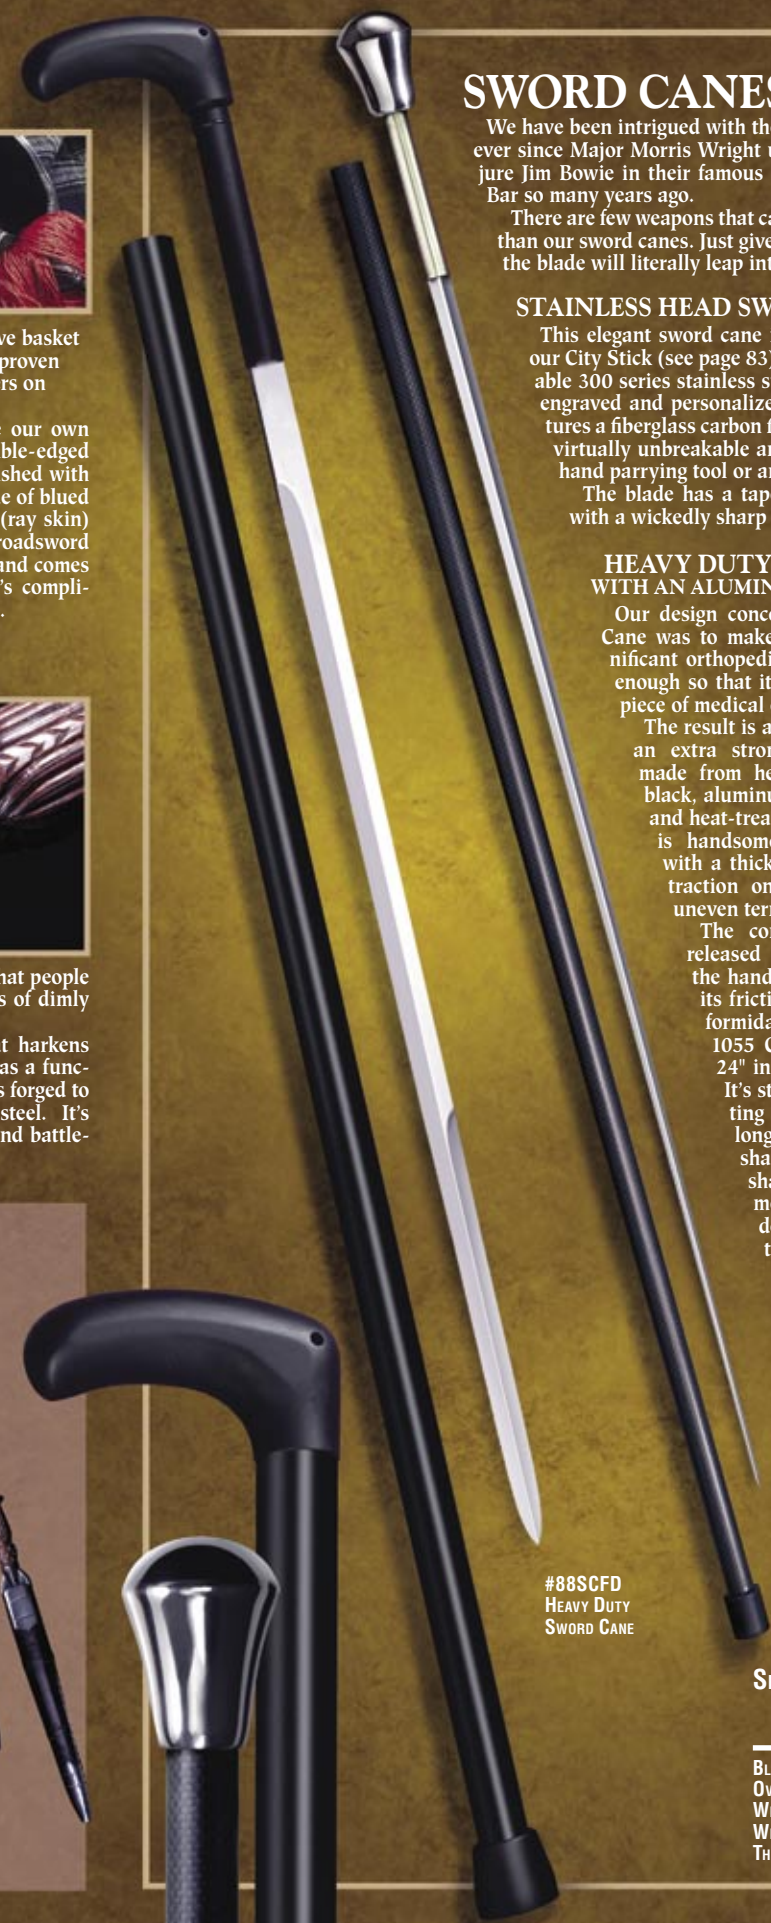 ve basket
proven
rs on
our own
ble-edged
shed with
e of blued
(ray skin)
roadsword
and comes
's compli-
.
hat people
s of dimly
t harkens
as a func-
s forged to
steel. It's
nd battle-
SWORD CANES
We have been intrigued with the
ever since Major Morris Wright u
jure Jim Bowie in their famous
Bar so many years ago.
There are few weapons that ca
than our sword canes. Just give
the blade will literally leap int
STAINLESS HEAD SW
This elegant sword cane
our City Stick (see page 83)
able 300 series stainless s
engraved and personalize
tures a fiberglass carbon f
virtually unbreakable an
hand parrying tool or an
The blade has a tap
with a wickedly sharp
HEAVY DUTY
WITH AN ALUMIN
Our design conce
Cane was to make
nificant orthopedi
enough so that it
piece of medical
The result is a
an extra stron
made from he
black, aluminu
and heat-trea
is handsome
with a thick
traction on
uneven terr
The co
released
the hand
its fricti
formida
1055 C
24" in
It's st
ting
long
sha
sha
m
d
t
#88SCFD
HEAVY DUTY
SWORD CANE
S
BL
OV
W
W
TH